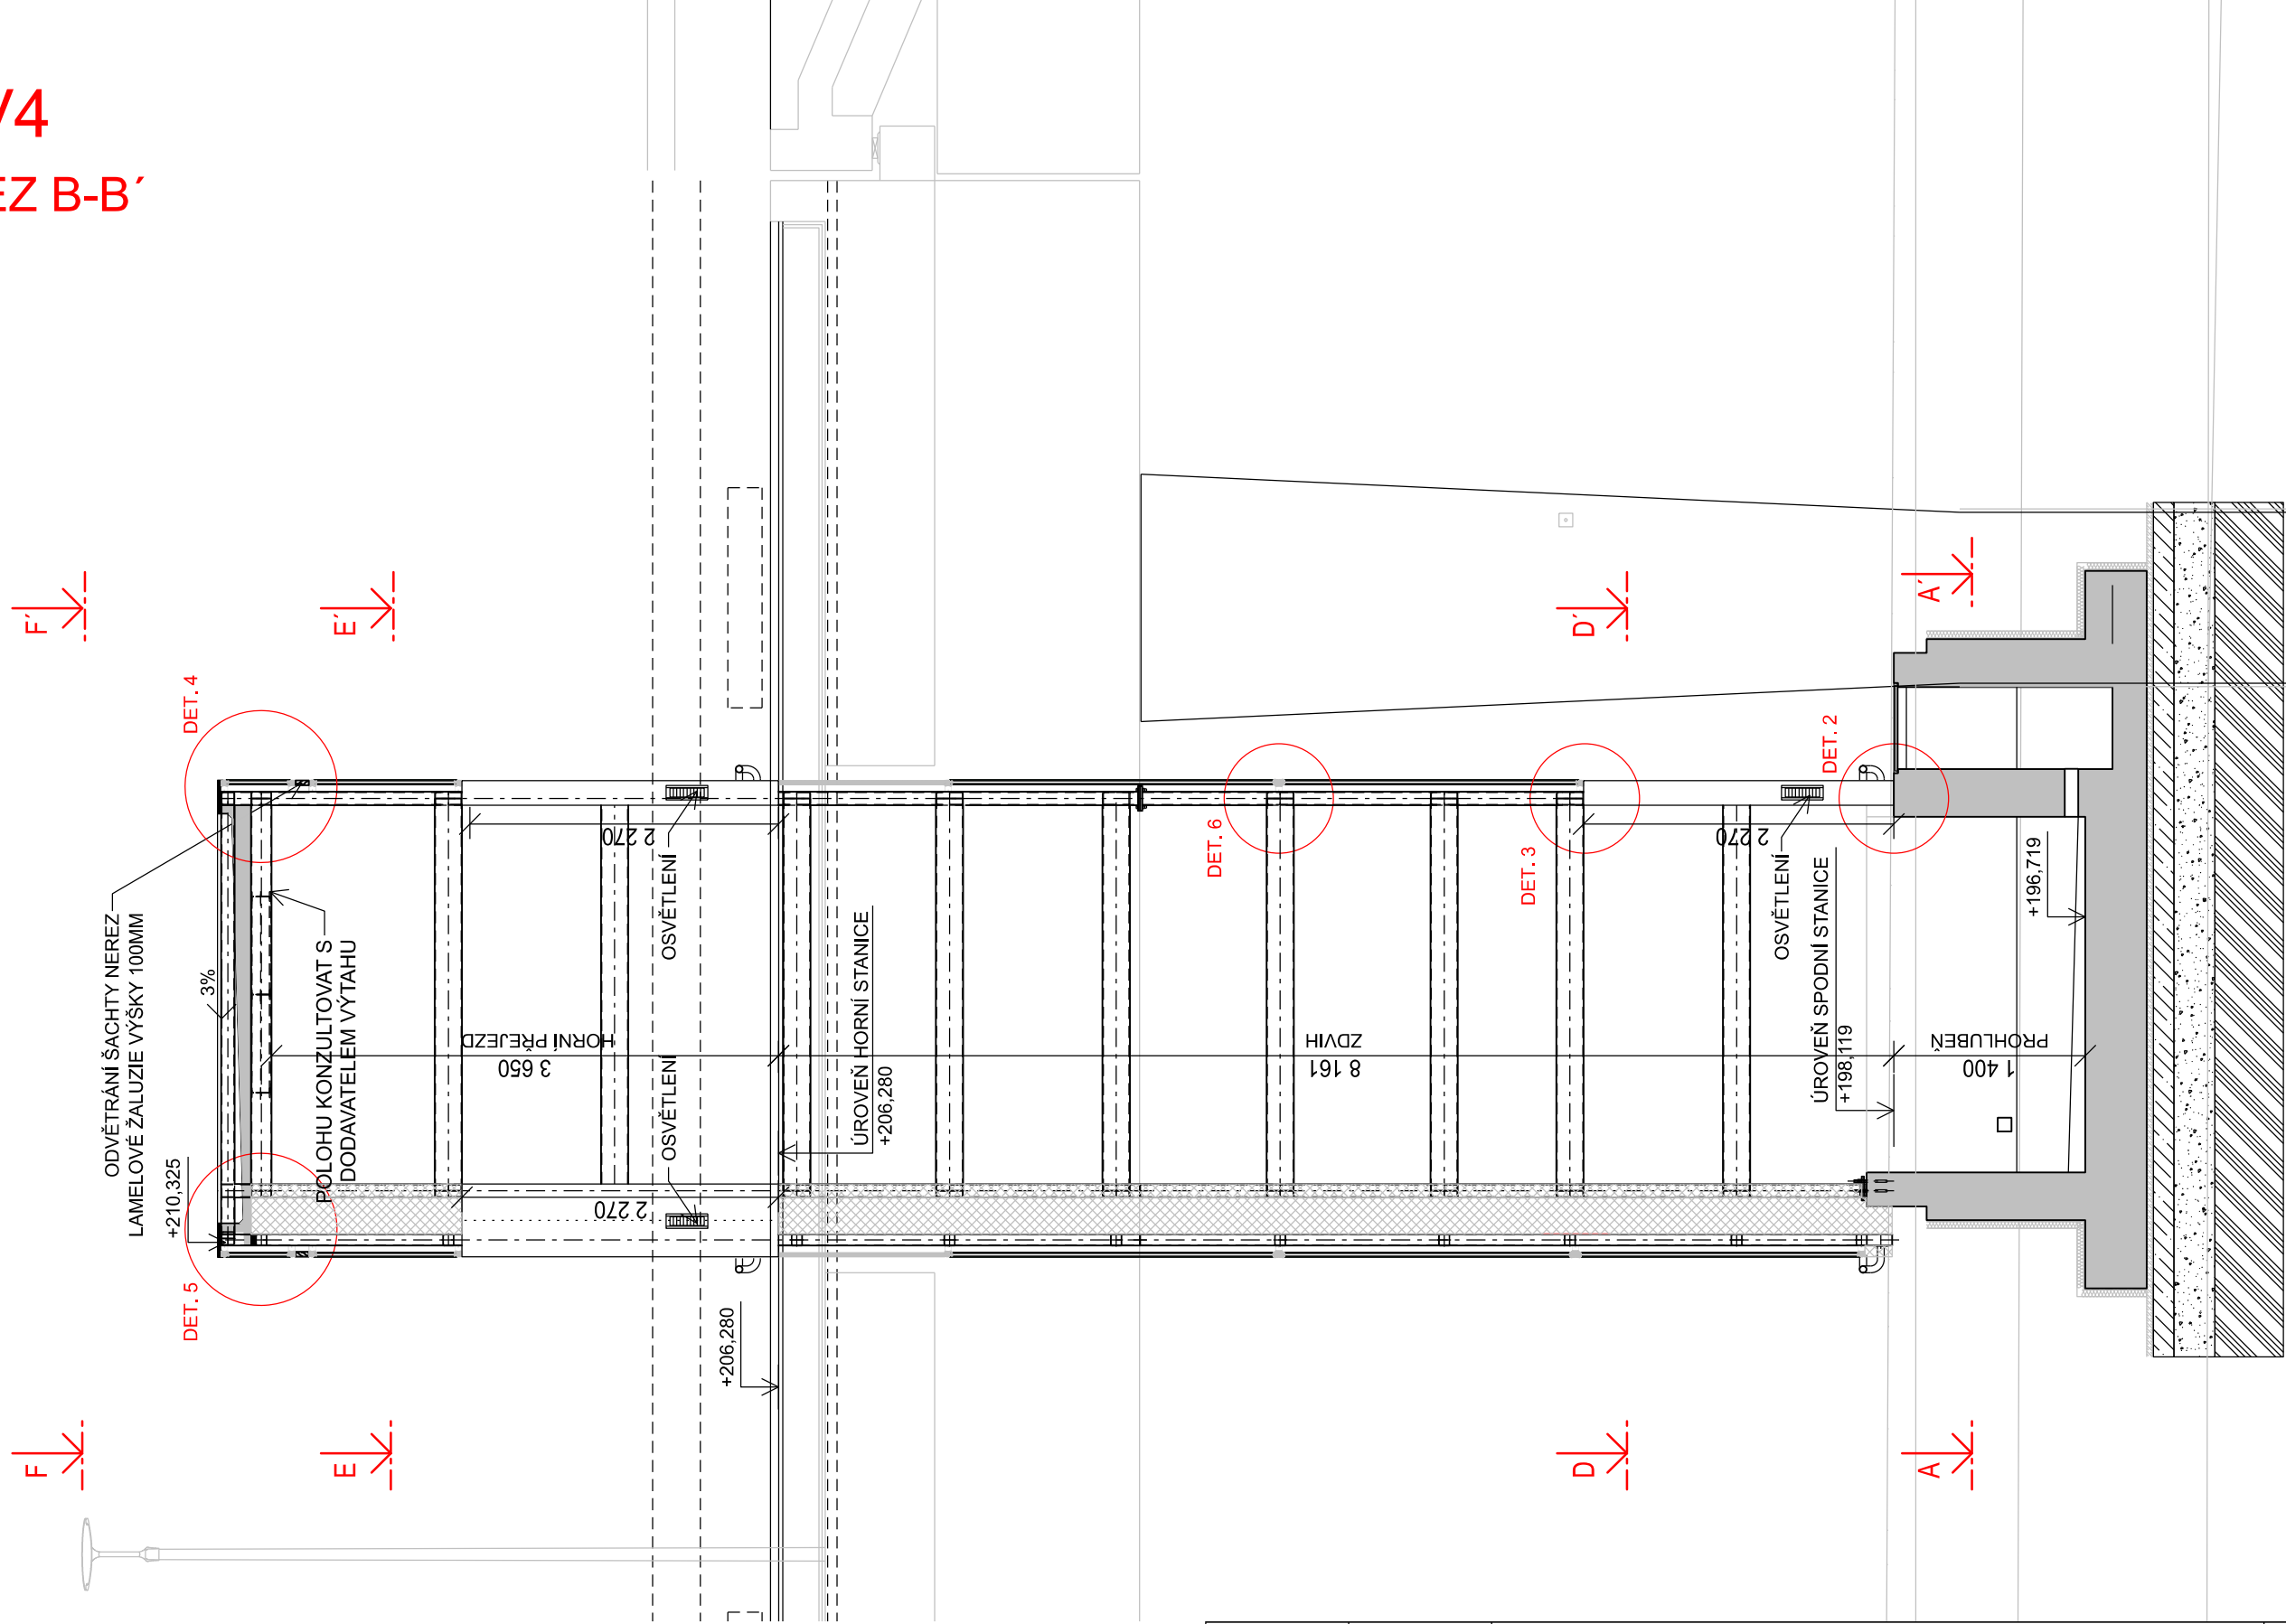 /4
EZ B-B´
F´
E´
D´
A´
DET. 4
DET. 2
DET. 6
DET. 3
DET. 5
ODVĚTRÁNÍ ŠACHTY NEREZ
LAMELOVÉ ŽALUZIE VÝŠKY 100MM
3%
+210,325
POLOHU KONZULTOVAT S
DODAVATELEM VÝTAHU
HORNÍ PŘEJEZD
3 650
2 270
OSVĚTLENÍ
OSVĚTLENÍ
2 270
ÚROVEŇ HORNÍ STANICE
+206,280
+206,280
ZDVIH
8 161
2 270
OSVĚTLENÍ
ÚROVEŇ SPODNÍ STANICE
+198,119
PROHLUBEŇ
1 400
+196,719
F
E
D
A